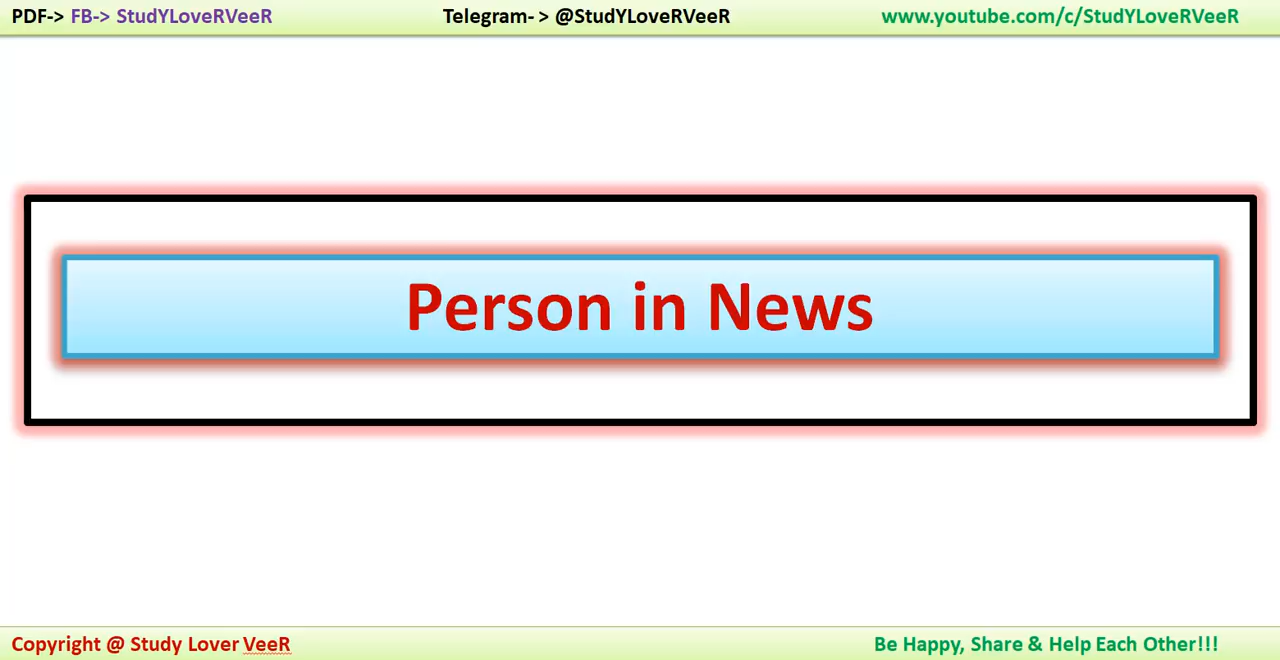 PDF-> FB-> StudYLoveRVeeR Telegram- > @StudYLoveRVeeR www.youtube.com/c/StudYLoveRVeeR
Person in News
Copyright @ Study Lover VeeR Be Happy, Share & Help Each Other!!!